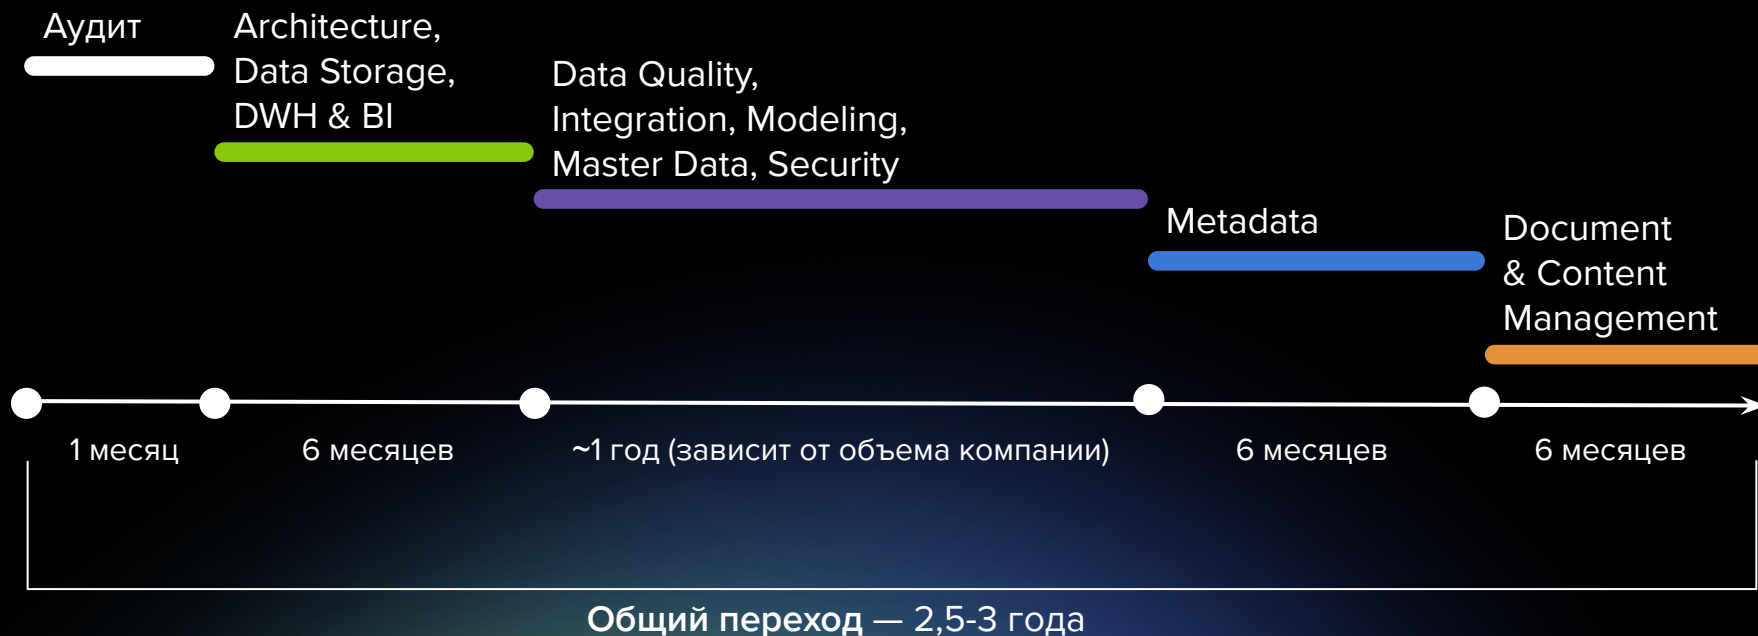 Аудит
Architecture,
Data Storage,
DWH & BI
Data Quality,
Integration, Modeling,
Master Data, Security
Metadata
Document
& Content
Management
1 месяц
6 месяцев
~1 год (зависит от объема компании)
6 месяцев
6 месяцев
Общий переход — 2,5-3 года